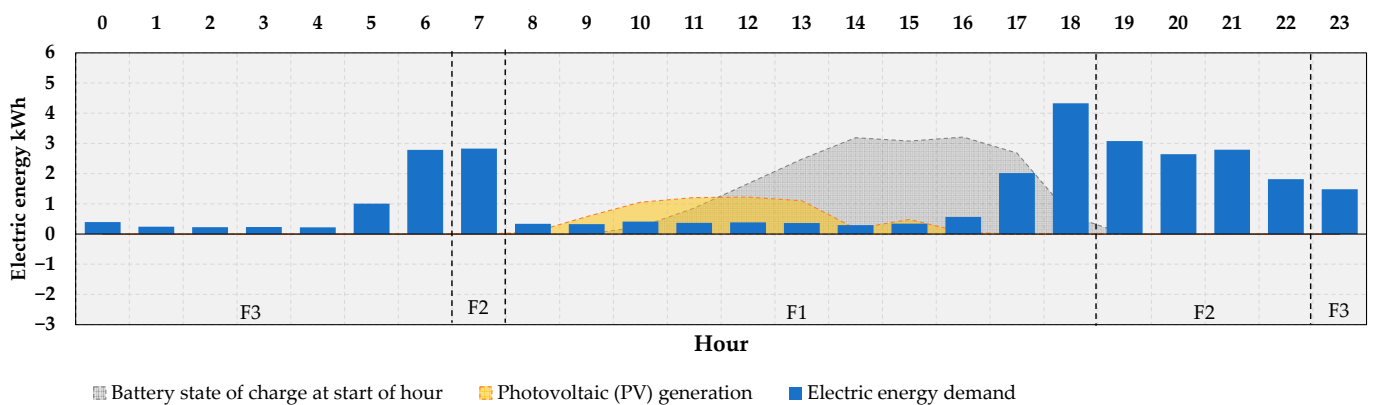 0 1 2 3 4 5 6 7 8 9 10 11 12 13 14 15 16 17 18 19 20 21 22 23
6
5
4
3
2
1
0
−1
−2
−3
Electric energy kWh
F3 F2 F1 F2 F3
Hour
Battery state of charge at start of hour Photovoltaic (PV) generation Electric energy demand